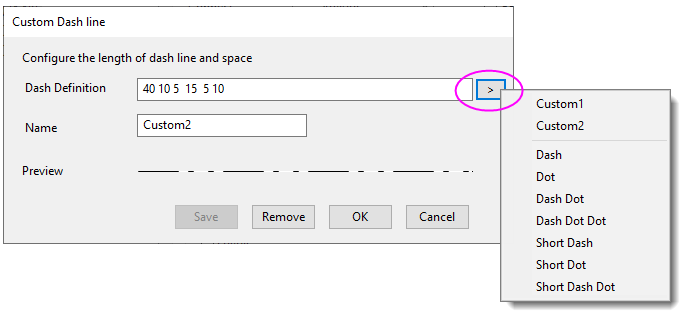 Custom Dash line
Configure the length of dash line and space
Dash Definition 40 10 5  15  5 10 >
Name Custom2
Preview
Save Remove OK Cancel
Custom1
Custom2
Dash
Dot
Dash Dot
Dash Dot Dot
Short Dash
Short Dot
Short Dash Dot